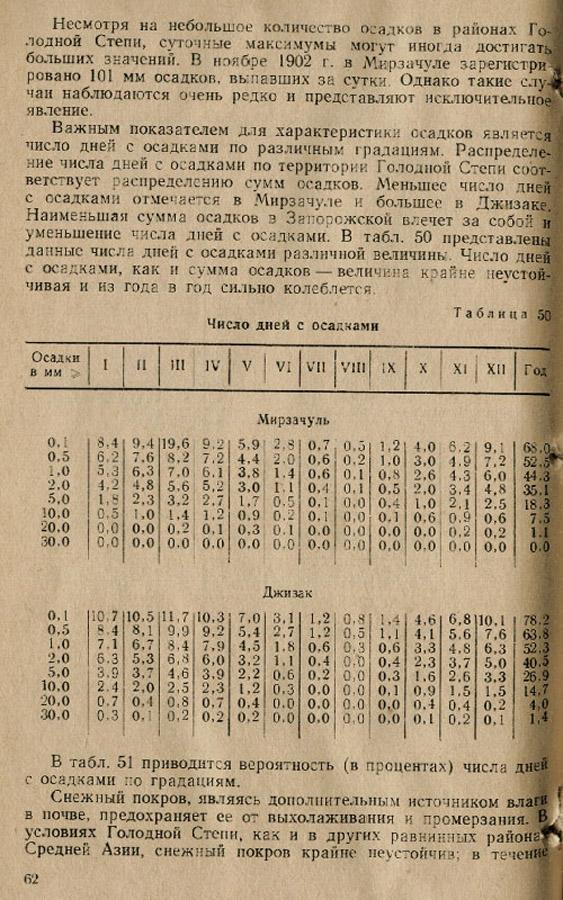 Несмотря на небольшое количество осадков в районах Го-
лодной Степи, суточные максимумы могут иногда достигать
больших значений. В ноябре 1902 г. в Мирзачуле зарегистри-
ровано 101 мм осадков, выпавших за сутки. Однако такие слу-
чаи наблюдаются очень редко и представляют исключительное
явление.
Важным показателем для характеристики осадков является
число дней с осадками по различным градациям. Распределе-
ние числа дней с осадками по территории Голодной Степи соот-
ветствует распределению сумм осадков. Меньшее число дней
с осадками отмечается в Мирзачуле и большее в Джизаке.
Наименьшая сумма осадков в Запорожской влечет за собой и
уменьшение числа дней с осадками. В табл. 50 представлены
данные числа дней с осадками различной величины. Число дней
с осадками, как и сумма осадков — величина крайне неустой-
чивая и из года в год сильно колеблется.
Таблица 50
Число дней с осадками
Осадки в мм ⩾ I II III IV V VI VII VIII IX X XI XII Год
Мирзачуль
0,1 8,4 9,4 19,6 9,2 5,9 2,8 0,7 0,5 1,2 4,0 6,2 9,1 68,0
0,5 6,2 7,6 8,2 7,2 4,4 2,0 0,6 0,2 1,0 3,0 4,9 7,2 52,5
1,0 5,3 6,3 7,0 6,1 3,8 1,4 0,6 0,1 0,8 2,6 4,3 6,0 44,3
2,0 4,2 4,8 5,6 5,2 3,0 1,1 0,4 0,1 0,5 2,0 3,4 4,8 35,1
5,0 1,8 2,3 3,2 2,7 1,7 0,5 0,1 0,0 0,4 1,0 2,1 2,5 18,3
10,0 0,5 1,0 1,4 1,2 0,9 0,2 0,1 0,0 0,1 0,6 0,9 0,6 7,5
20,0 0,0 0,0 0,2 0,1 0,3 0,1 0,0 0,0 0,0 0,0 0,2 0,2 1,1
30,0 0,0 0,0 0,0 0,0 0,0 0,0 0,0 0,0 0,0 0,0 0,0 0,0 0,0
Джизак
0,1 10,7 10,5 11,7 10,3 7,0 3,1 1,2 0,8 1,4 4,6 6,8 10,1 78,2
0,5 8,4 8,1 9,9 9,2 5,4 2,7 1,2 0,5 1,1 4,1 5,6 7,6 63,8
1,0 7,1 6,7 8,4 7,9 4,5 1,8 0,6 0,3 0,6 3,3 4,8 6,3 52,3
2,0 6,3 5,3 6,8 6,0 3,2 1,1 0,4 0,0 0,4 2,3 3,7 5,0 40,5
5,0 3,9 3,7 4,6 3,9 2,2 0,6 0,2 0,0 0,3 1,6 2,6 3,3 26,9
10,0 2,4 2,0 2,5 2,3 1,2 0,3 0,0 0,0 0,1 0,9 1,5 1,5 14,7
20,0 0,7 0,4 0,8 0,7 0,4 0,0 0,0 0,0 0,0 0,4 0,4 0,2 4,0
30,0 0,3 0,1 0,2 0,2 0,2 0,0 0,0 0,0 0,0 0,1 0,2 0,1 1,4
В табл. 51 приводится вероятность (в процентах) числа дней
с осадками по градациям.
Снежный покров, являясь дополнительным источником влаги
в почве, предохраняет ее от выхолаживания и промерзания. В
условиях Голодной Степи, как и в других равнинных районах
Средней Азии, снежный покров крайне неустойчив; в течение
62